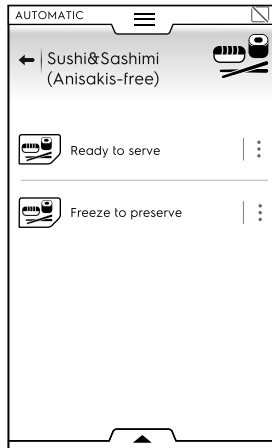 AUTOMATIC
Sushi&Sashimi
(Anisakis-free)
Ready to serve
Freeze to preserve